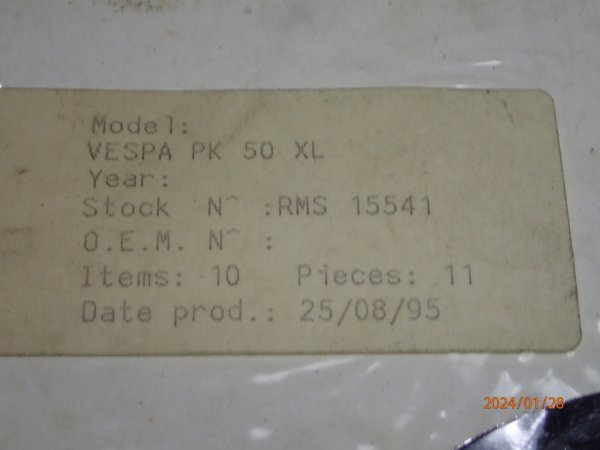 Model:
VESPA PK 50 XL
Year:
Stock N^ :RMS 15541
O.E.M. N^ :
Items: 10 Pieces: 11
Date prod.: 25/08/95
2024/01/28